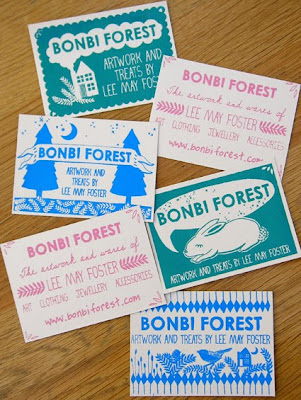 BONBI FOREST
ARTWORK AND
TREATS BY
LEE MAY FOSTER
BONBI FOREST
The artwork and wares of
LEE MAY FOSTER
ART CLOTHING JEWELLERY ACCESSORIES
www.bonbiforest.com
BONBI FOREST
ARTWORK
AND TREATS
BY
LEE MAY FOSTER
BONBI FOREST
ARTWORK AND TREATS BY LEE MAY FOSTER
BONBI FOREST
The artwork and wares of
LEE MAY FOSTER
ART CLOTHING JEWELLERY ACCESSORIES
www.bonbiforest.com
BONBI FOREST
ARTWORK AND TREATS BY LEE MAY FOSTER